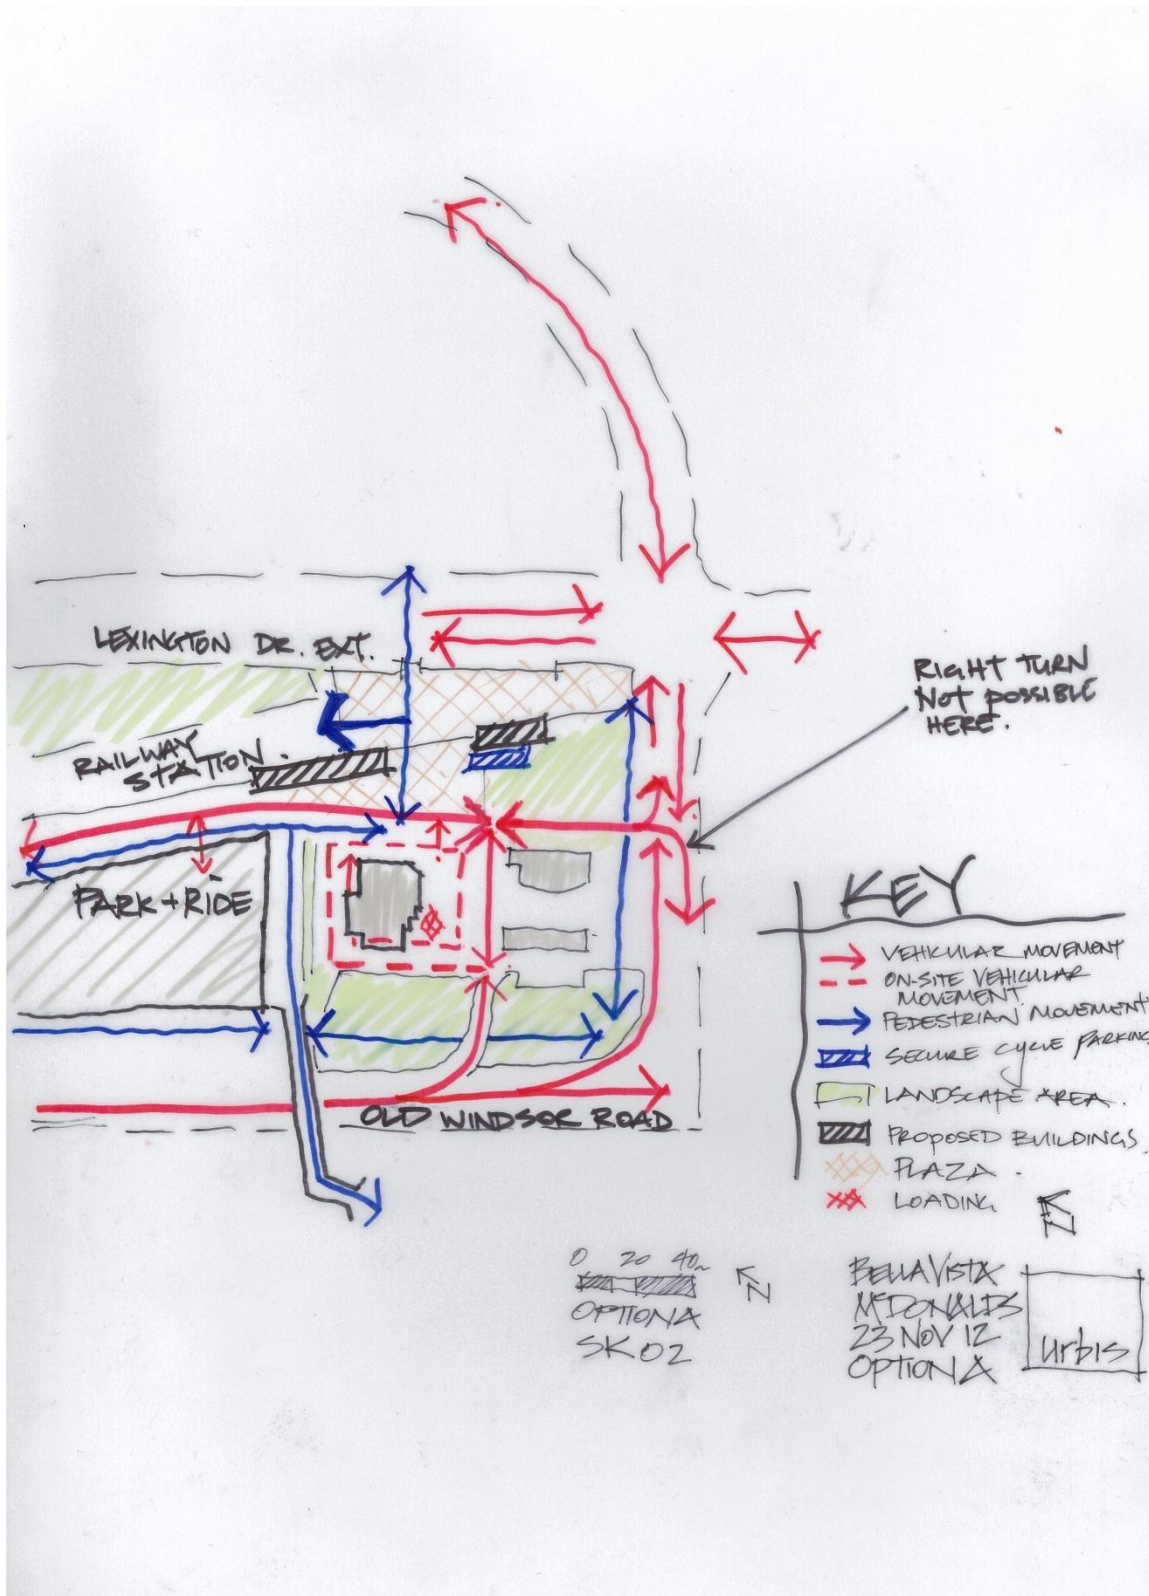 LEXINGTON DR. EXT.
RIGHT TURN
NOT POSSIBLE
HERE.
RAILWAY
STATION.
PARK + RIDE
KEY
VEHICULAR MOVEMENT
ON-SITE VEHICULAR
MOVEMENT
PEDESTRIAN MOVEMENT
SECURE CYCLE PARKING
LANDSCAPE AREA.
PROPOSED BUILDINGS.
PLAZA.
LOADING
N
OLD WINDSOR ROAD
0 20 40m
N
OPTION A
SK 02
BELLA VISTA
McDONALDS
23 NOV 12
OPTION A
urbis